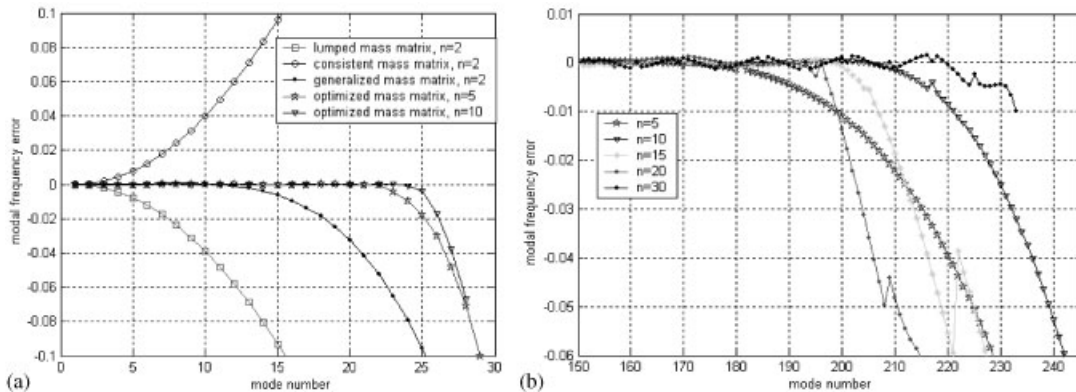 0.1
0.08
0.06
0.04
0.02
0
-0.02
-0.04
-0.06
-0.08
-0.1
modal frequency error
lumped mass matrix, n=2
consistent mass matrix, n=2
generalized mass matrix, n=2
optimized mass matrix, n=5
optimized mass matrix, n=10
0 5 10 15 20 25 30
mode number
(a)
0.01
0
-0.01
-0.02
-0.03
-0.04
-0.05
-0.06
modal frequency error
n=5
n=10
n=15
n=20
n=30
150 160 170 180 190 200 210 220 230 240
mode number
(b)